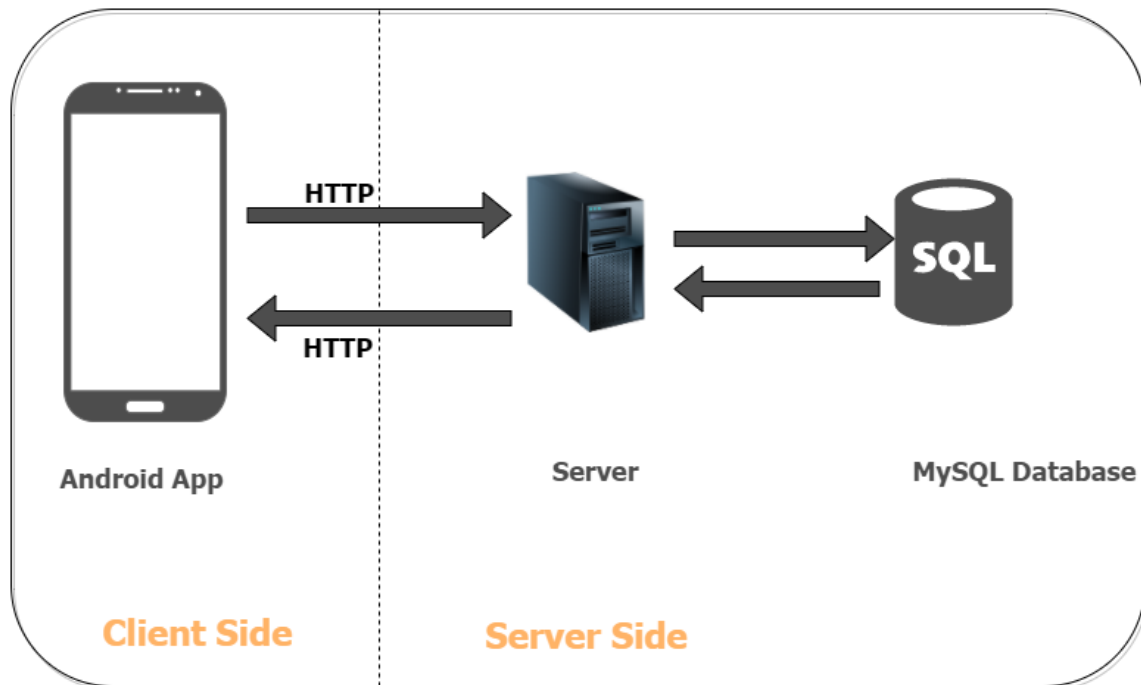 HTTP
SQL
HTTP
Android App
Server
MySQL Database
Client Side
Server Side